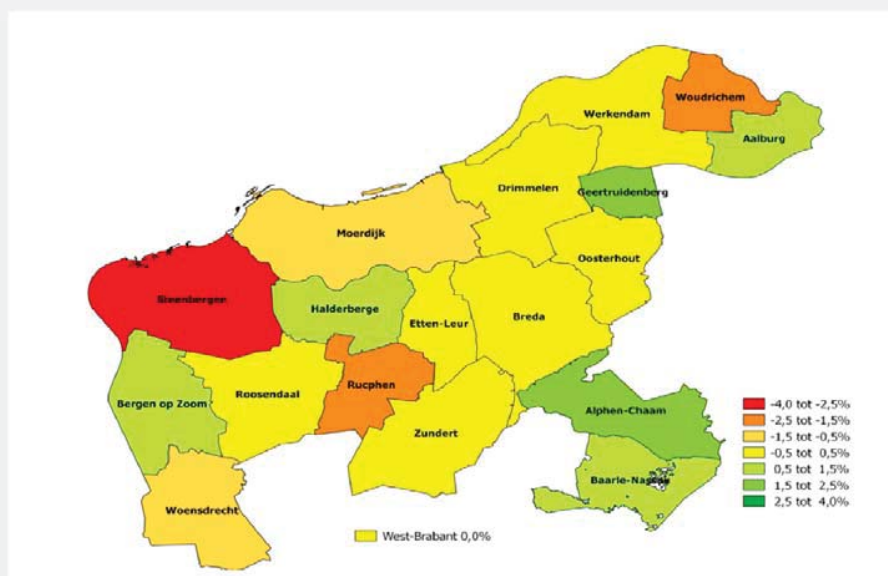 Woudrichem
Werkendam
Aalburg
Drimmelen
Geertruidenberg
Moerdijk
Oosterhout
Steenbergen
Halderberge
Etten-Leur
Breda
Bergen op Zoom
Roosendaal
Rucphen
Alphen-Chaam
Zundert
Baarle-Nassau
Woensdrecht
-4,0 tot -2,5%
-2,5 tot -1,5%
-1,5 tot -0,5%
-0,5 tot 0,5%
0,5 tot 1,5%
1,5 tot 2,5%
2,5 tot 4,0%
West-Brabant 0,0%